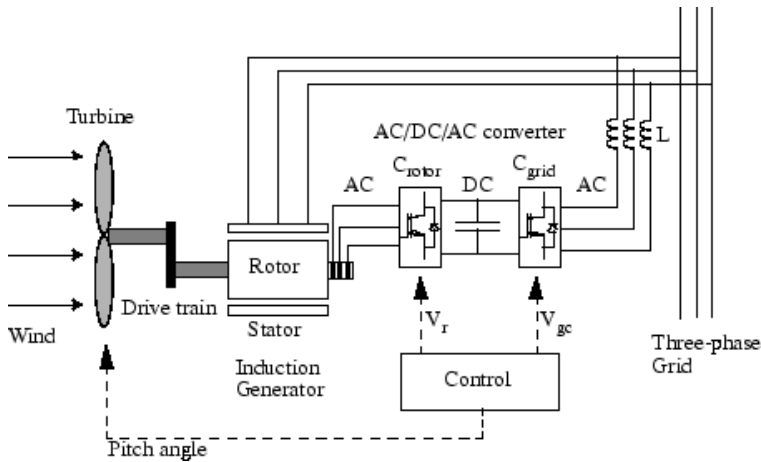 Turbine
AC/DC/AC converter
L
C_rotor
C_grid
AC
DC
AC
Rotor
Drive train
Wind
Stator
V_r
V_gc
Three-phase
Grid
Induction
Generator
Control
Pitch angle